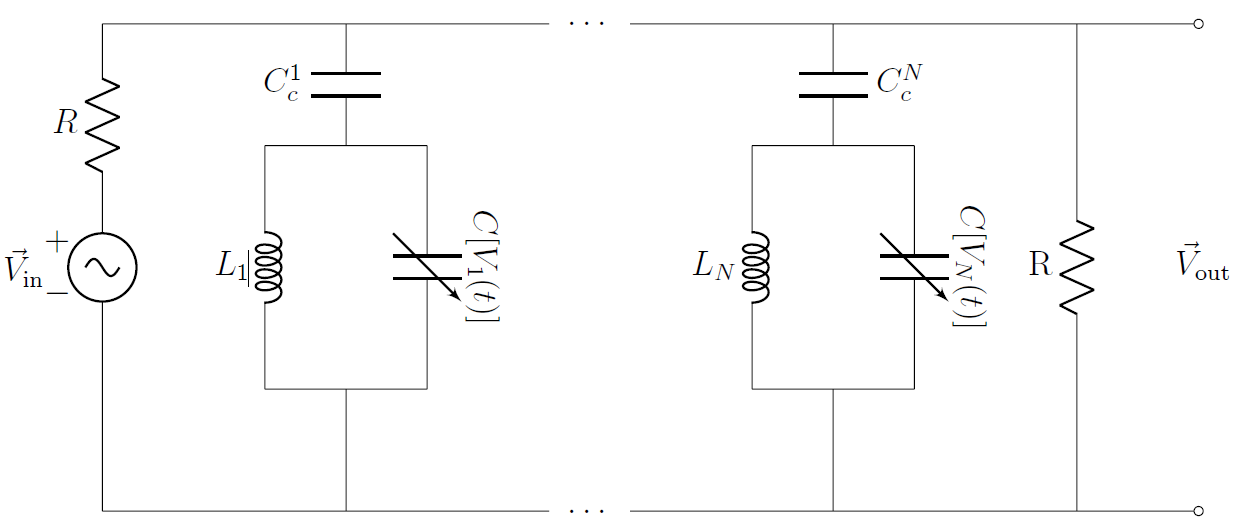 ···
C_c^1
C_c^N
R
+
V⃗_in
−
L_1
C[V_1(t)]
L_N
C[V_N(t)]
R
V⃗_out
···